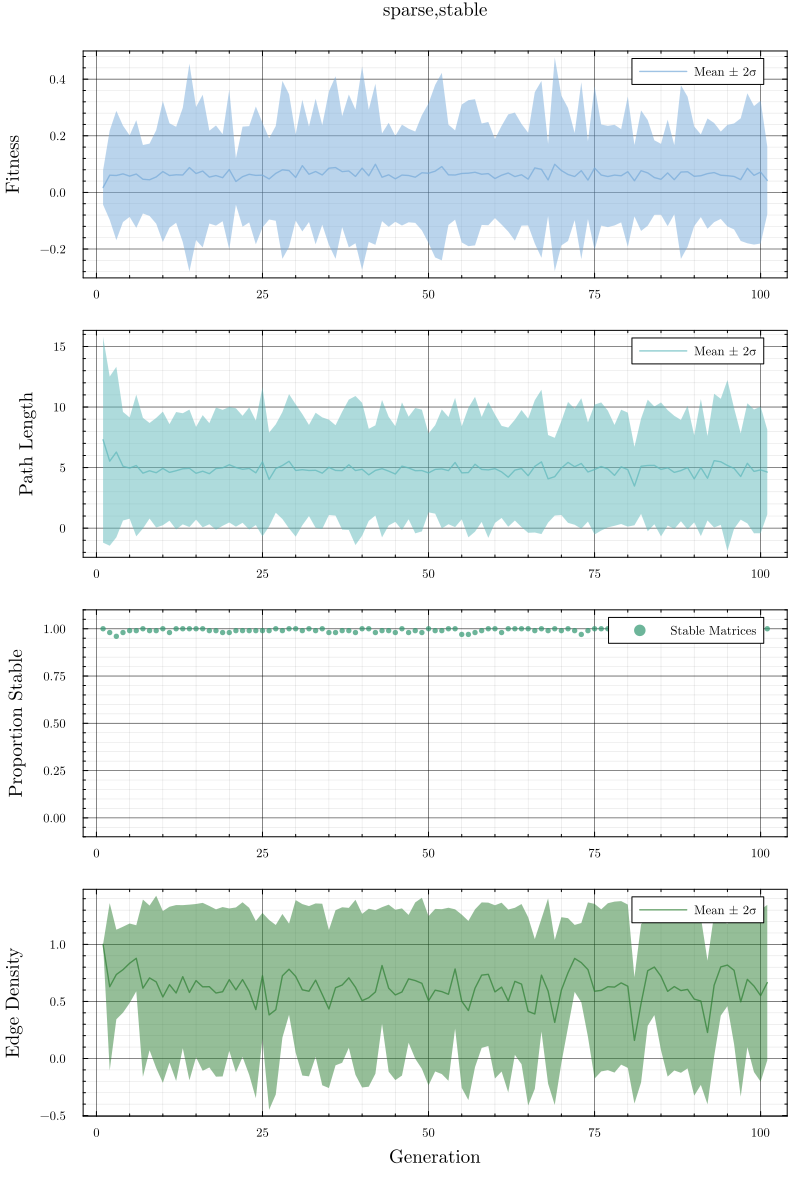 sparse,stable
Fitness
0.4
0.2
0.0
−0.2
Mean ± 2σ
0 25 50 75 100
Path Length
15
10
5
0
Mean ± 2σ
0 25 50 75 100
Proportion Stable
1.00
0.75
0.50
0.25
0.00
Stable Matrices
0 25 50 75 100
Edge Density
1.0
0.5
0.0
−0.5
Mean ± 2σ
0 25 50 75 100
Generation